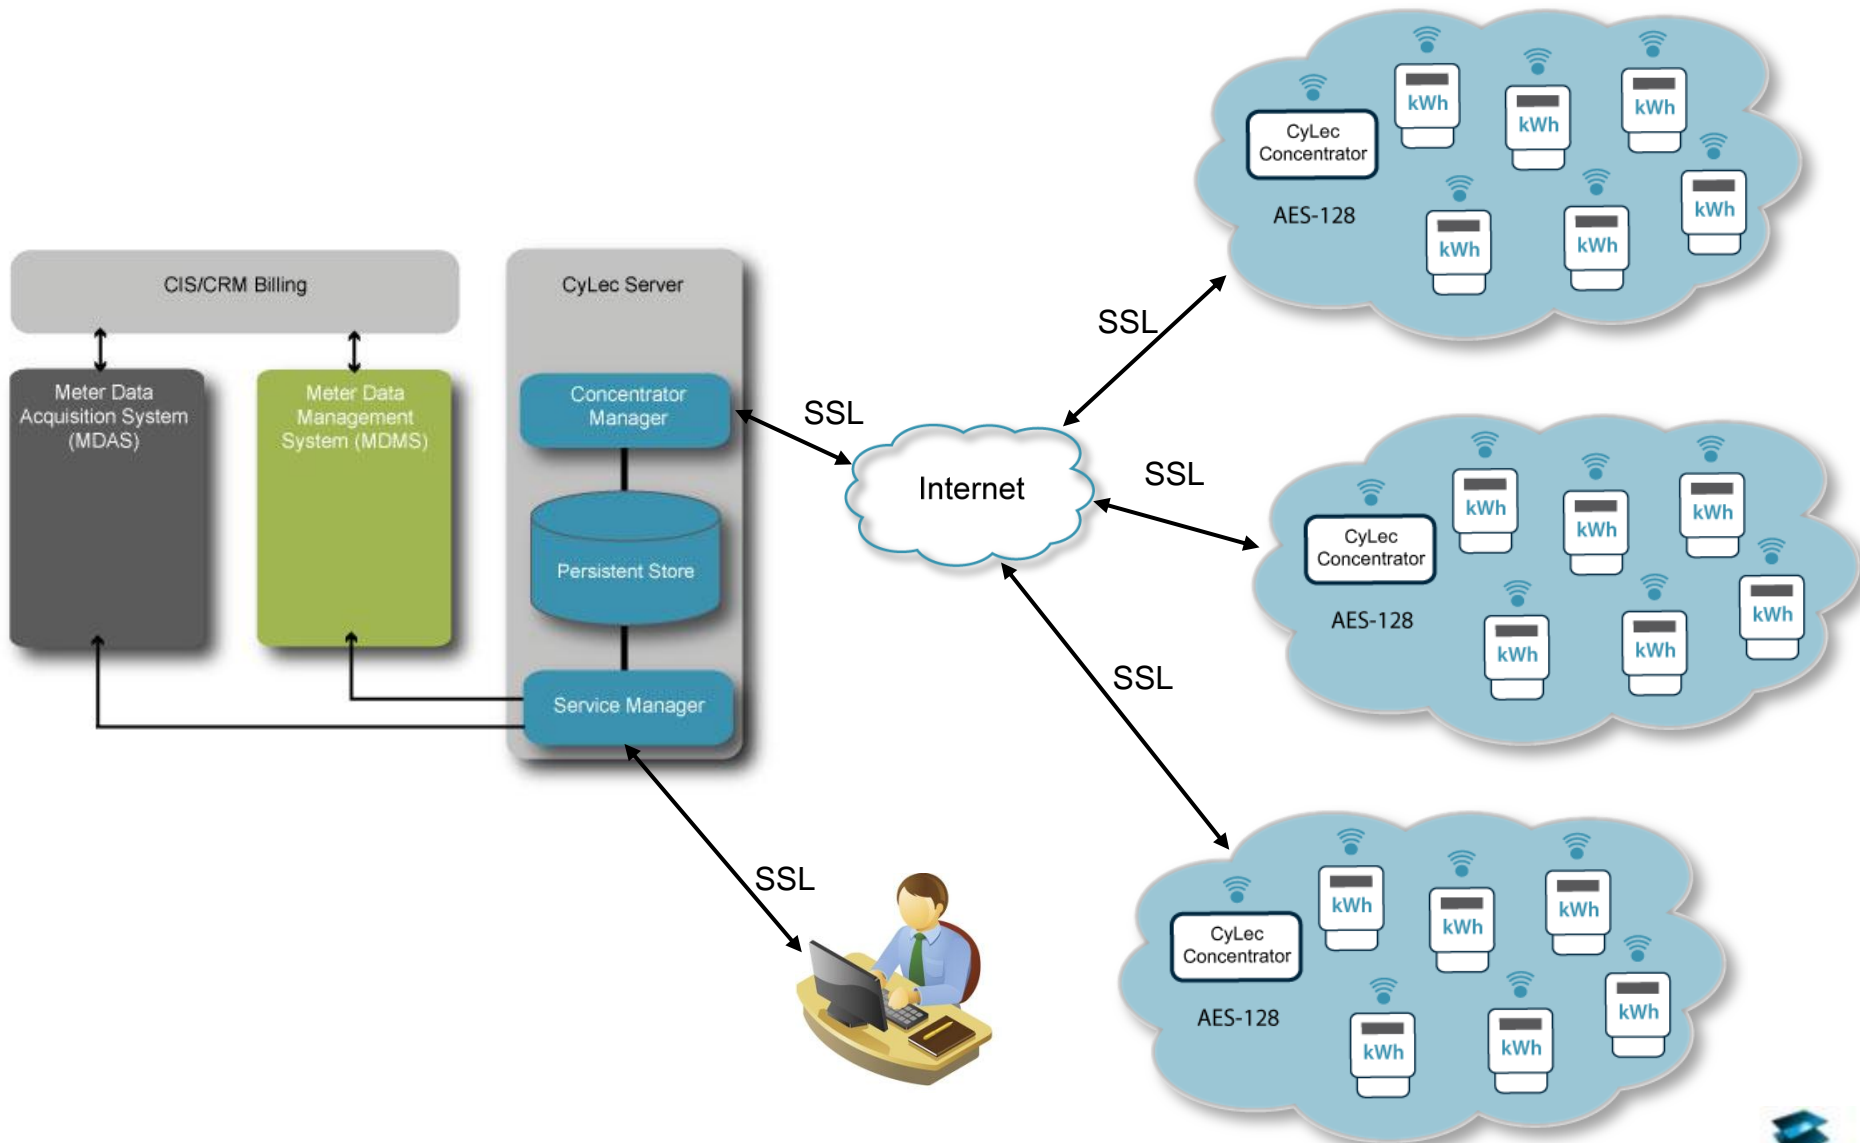 CIS/CRM Billing
Meter Data
Acquisition System
(MDAS)
Meter Data
Management
System (MDMS)
CyLec Server
Concentrator
Manager
Persistent Store
Service Manager
SSL
Internet
SSL
SSL
SSL
SSL
CyLec
Concentrator
AES-128
kWh
kWh
kWh
kWh
kWh
kWh
CyLec
Concentrator
AES-128
kWh
kWh
kWh
kWh
kWh
kWh
CyLec
Concentrator
AES-128
kWh
kWh
kWh
kWh
kWh
kWh